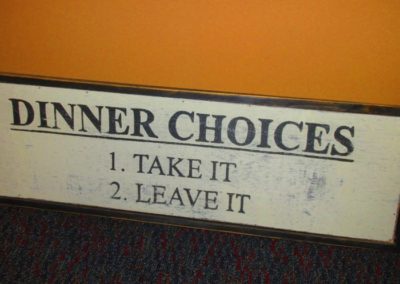 DINNER CHOICES
1. TAKE IT
2. LEAVE IT